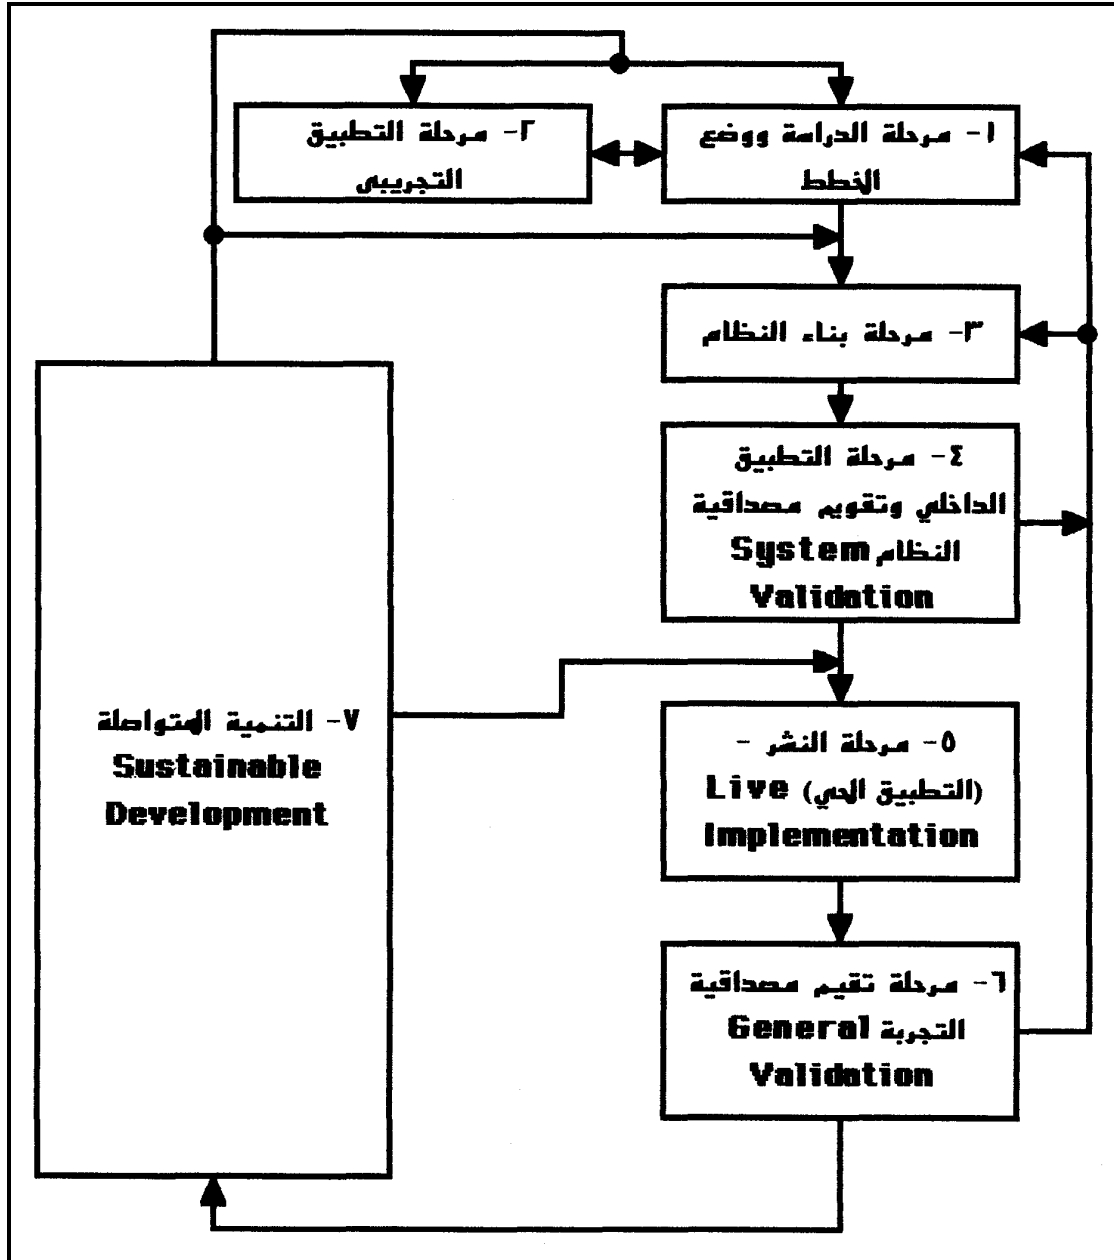 ١- مرحلة الدراسة ووضع
الخطط
٢- مرحلة التطبيق
التجريبى
٣- مرحلة بناء النظام
٤- مرحلة التطبيق
الداخلي وتقويم مصداقية
النظام System
Validation
٥- مرحلة النشر -
(التطبيق الحي) Live
Implementation
٦- مرحلة تقيم مصداقية
التجربة General
Validation
٧- التنمية المتواصلة
Sustainable
Development